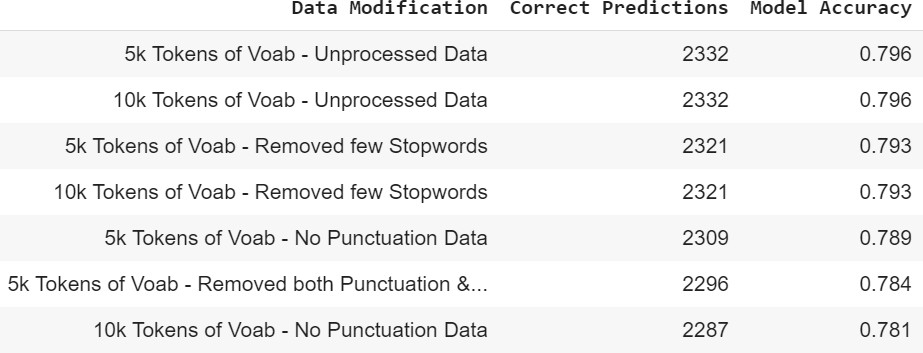 Data Modification Correct Predictions Model Accuracy
5k Tokens of Voab - Unprocessed Data 2332 0.796
10k Tokens of Voab - Unprocessed Data 2332 0.796
5k Tokens of Voab - Removed few Stopwords 2321 0.793
10k Tokens of Voab - Removed few Stopwords 2321 0.793
5k Tokens of Voab - No Punctuation Data 2309 0.789
5k Tokens of Voab - Removed both Punctuation &... 2296 0.784
10k Tokens of Voab - No Punctuation Data 2287 0.781